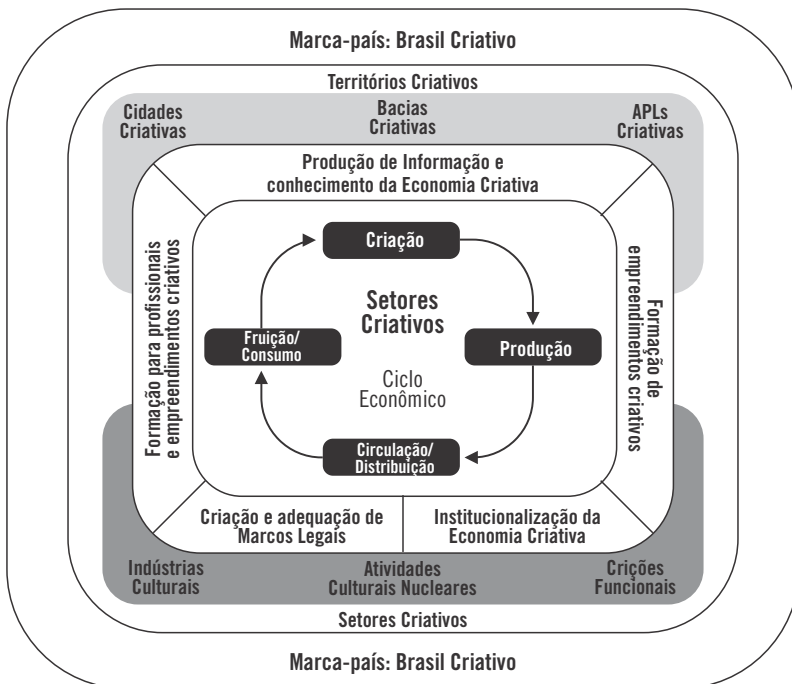 Marca-país: Brasil Criativo
Territórios Criativos
Cidades
Criativas
Bacias
Criativas
APLs
Criativas
Produção de Informação e
conhecimento da Economia Criativa
Formação para profissionais
e empreendimentos criativos
Criação
Setores
Criativos
Fruição/
Consumo
Produção
Ciclo
Econômico
Circulação/
Distribuição
Formação de
empreendimentos criativos
Criação e adequação de
Marcos Legais
Institucionalização da
Economia Criativa
Indústrias
Culturais
Atividades
Culturais Nucleares
Crições
Funcionais
Setores Criativos
Marca-país: Brasil Criativo